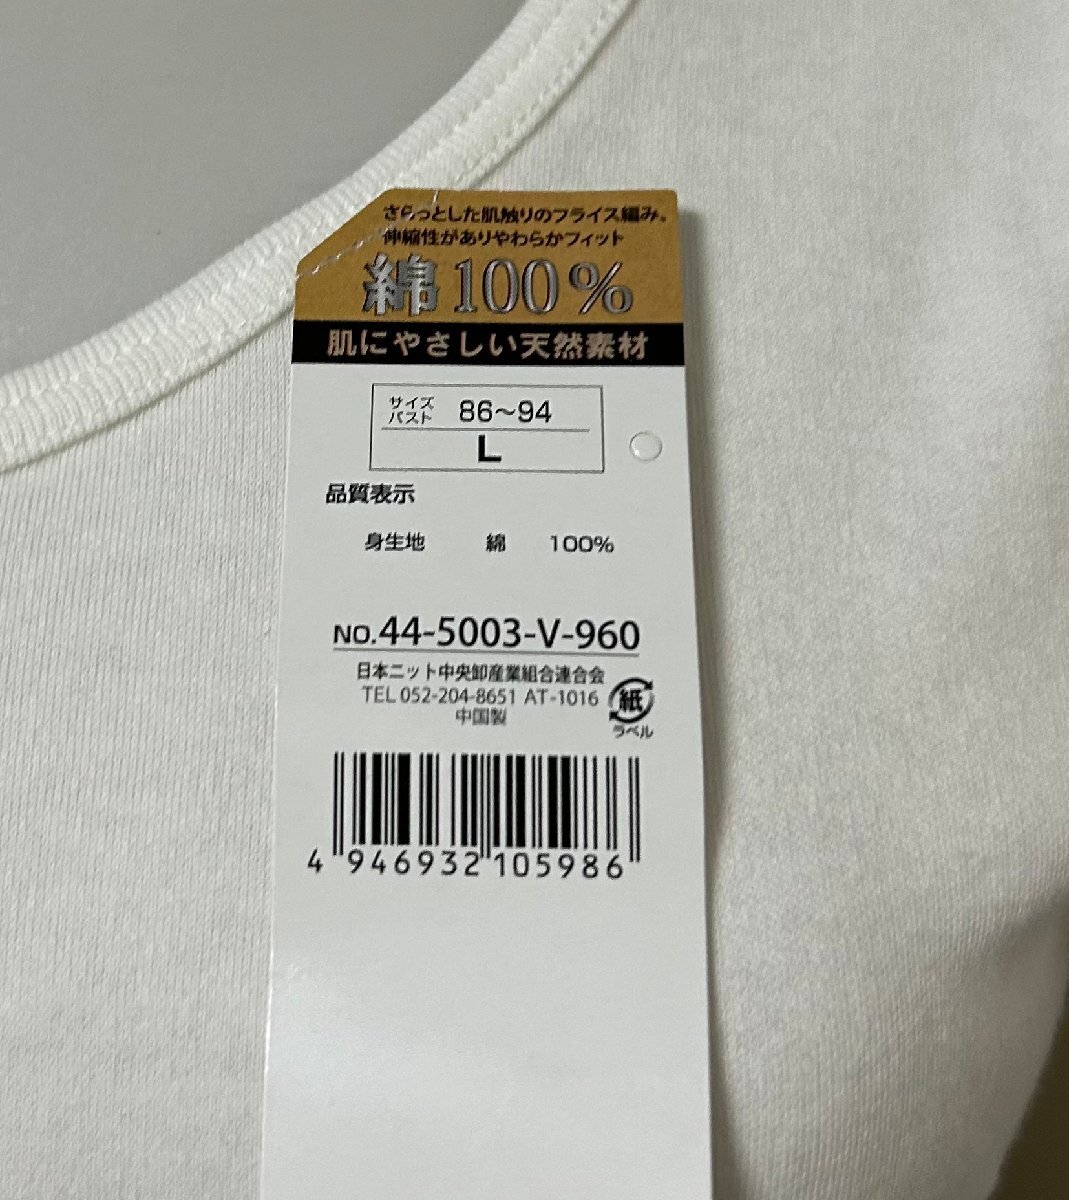 さらっとした肌触りのフライス編み。
伸縮性がありやわらかフィット
綿100%
肌にやさしい天然素材
サイズ
バスト 86〜94
L
品質表示
身生地 綿 100%
NO.44-5003-V-960
日本ニット中央卸産業組合連合会
TEL 052-204-8651 AT-1016
中国製
紙
ラベル
4 946932 105986